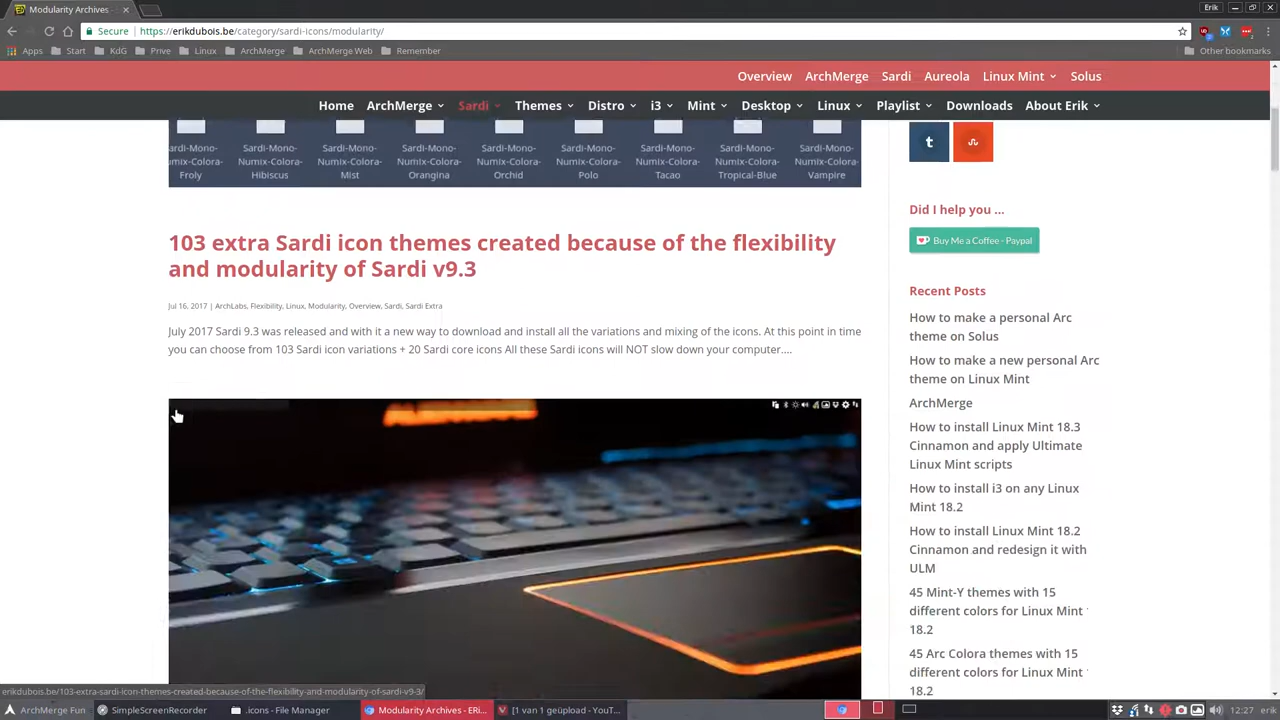 Modularity Archives - ERi
Erik
Secure
https://erikdubois.be/category/sardi-icons/modularity/
Apps Start KdG Prive Linux ArchMerge ArchMerge Web Remember Other bookmarks
Overview ArchMerge Sardi Aureola Linux Mint Solus
Home ArchMerge Sardi Themes Distro i3 Mint Desktop Linux Playlist Downloads About Erik
Sardi-Mono- Sardi-Mono- Sardi-Mono- Sardi-Mono- Sardi-Mono- Sardi-Mono- Sardi-Mono- Sardi-Mono-
umix-Colora- Numix-Colora- Numix-Colora- Numix-Colora- Numix-Colora- Numix-Colora- Numix-Colora- Numix-Colora- Numix-Colora-
Froly Hibiscus Mist Orangina Orchid Polo Tacao Tropical-Blue Vampire
103 extra Sardi icon themes created because of the flexibility
and modularity of Sardi v9.3
Jul 16, 2017 | ArchLabs, Flexibility, Linux, Modularity, Overview, Sardi, Sardi Extra
July 2017 Sardi 9.3 was released and with it a new way to download and install all the variations and mixing of the icons. At this point in time
you can choose from 103 Sardi icon variations + 20 Sardi core icons All these Sardi icons will NOT slow down your computer....
t
Did I help you ...
Buy Me a Coffee - Paypal
Recent Posts
How to make a personal Arc
theme on Solus
How to make a new personal Arc
theme on Linux Mint
ArchMerge
How to install Linux Mint 18.3
Cinnamon and apply Ultimate
Linux Mint scripts
How to install i3 on any Linux
Mint 18.2
How to install Linux Mint 18.2
Cinnamon and redesign it with
ULM
45 Mint-Y themes with 15
different colors for Linux Mint
18.2
45 Arc Colora themes with 15
different colors for Linux Mint
18.2
erikdubois.be/103-extra-sardi-icon-themes-created-because-of-the-flexibility-and-modularity-of-sardi-v9-3/
ArchMerge Fun SimpleScreenRecorder .icons - File Manager Modularity Archives - ERi... [1 van 1 geüpload - YouT... 12:27 erik